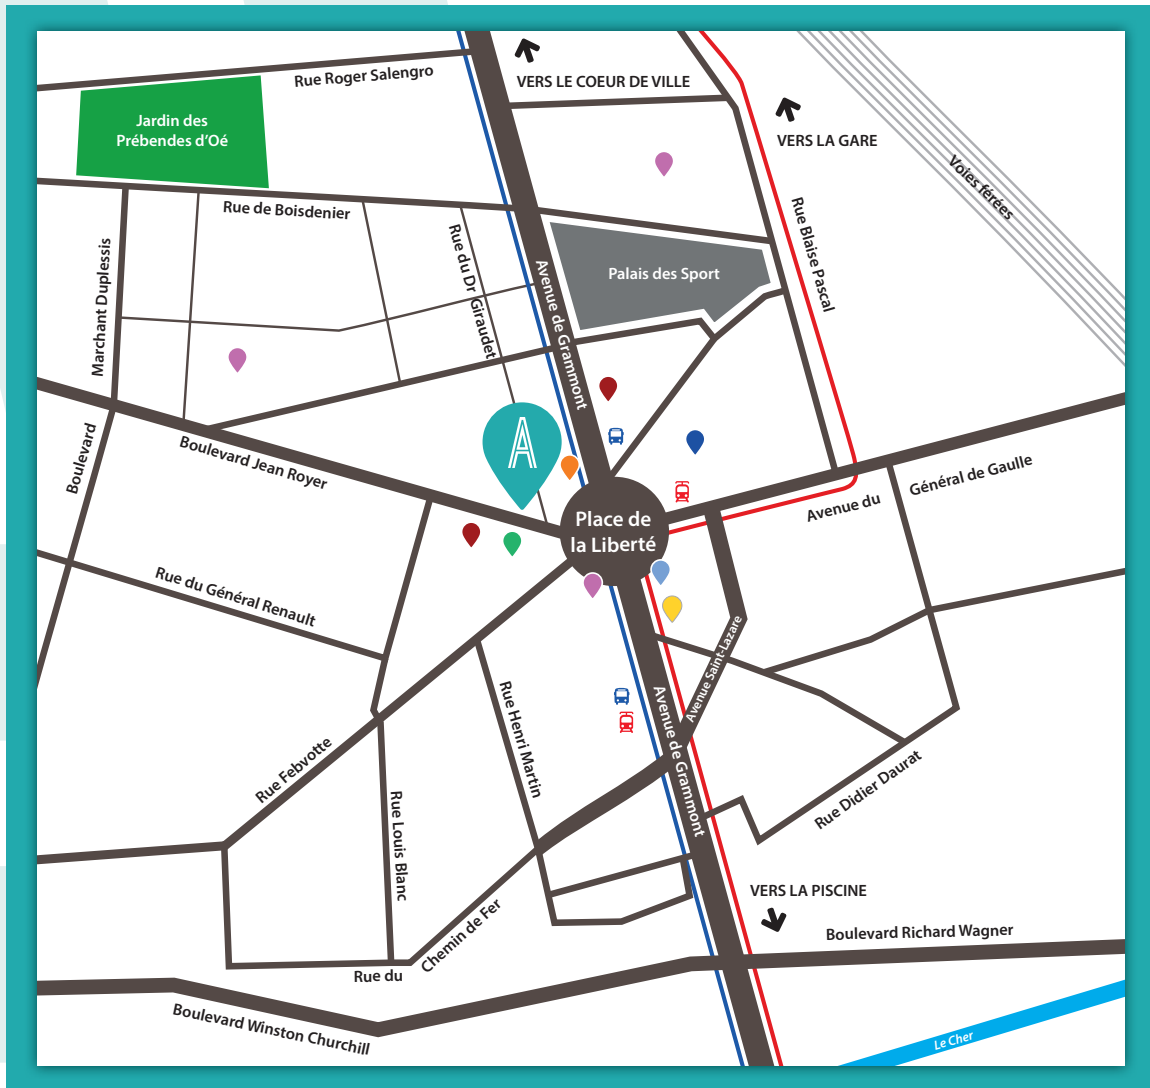 Rue Roger Salengro
VERS LE COEUR DE VILLE
Jardin des
Prébendes d'Oé
VERS LA GARE
Voies férées
Rue de Boisdenier
Rue Blaise Pascal
Marchant Duplessis
Rue du Dr Giraudet
Avenue de Grammont
Palais des Sport
Boulevard
Boulevard Jean Royer
A
Général de Gaulle
Avenue du
Place de
la Liberté
Rue du Général Renault
Avenue Saint-Lazare
Rue Henri Martin
Avenue de Grammont
Rue Febvotte
Rue Louis Blanc
Rue Didier Daurat
VERS LA PISCINE
Chemin de Fer
Rue du
Boulevard Richard Wagner
Boulevard Winston Churchill
Le Cher